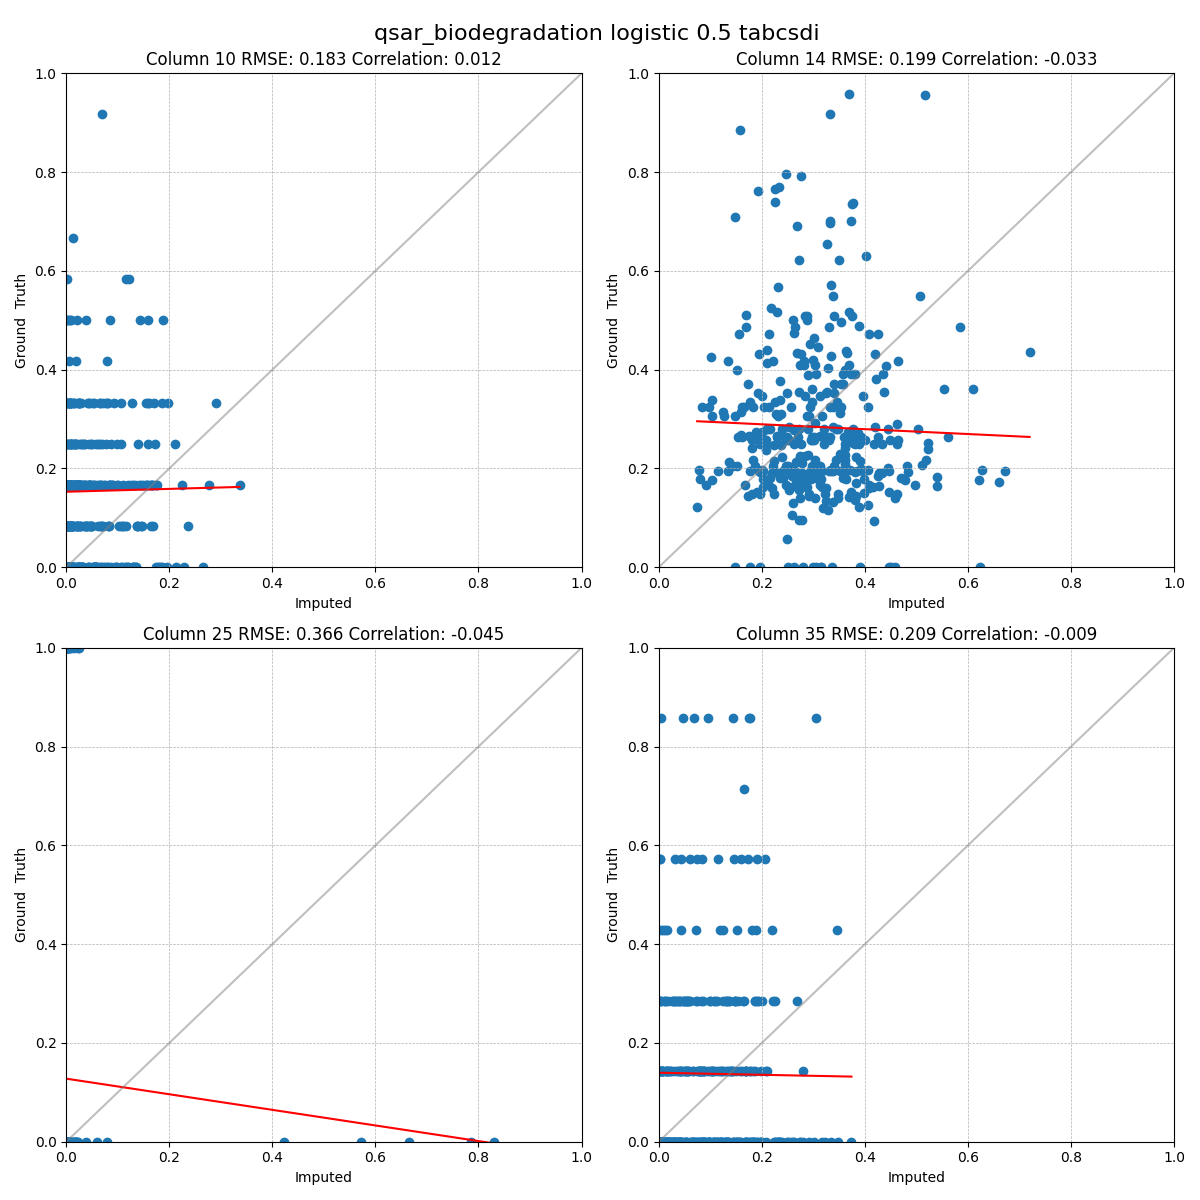 qsar_biodegradation logistic 0.5 tabcsdi
Column 10 RMSE: 0.183 Correlation: 0.012
1.0
0.8
0.6
0.4
0.2
0.0
Ground Truth
0.0 0.2 0.4 0.6 0.8 1.0
Imputed
Column 14 RMSE: 0.199 Correlation: -0.033
1.0
0.8
0.6
0.4
0.2
0.0
Ground Truth
0.0 0.2 0.4 0.6 0.8 1.0
Imputed
Column 25 RMSE: 0.366 Correlation: -0.045
1.0
0.8
0.6
0.4
0.2
0.0
Ground Truth
0.0 0.2 0.4 0.6 0.8 1.0
Imputed
Column 35 RMSE: 0.209 Correlation: -0.009
1.0
0.8
0.6
0.4
0.2
0.0
Ground Truth
0.0 0.2 0.4 0.6 0.8 1.0
Imputed